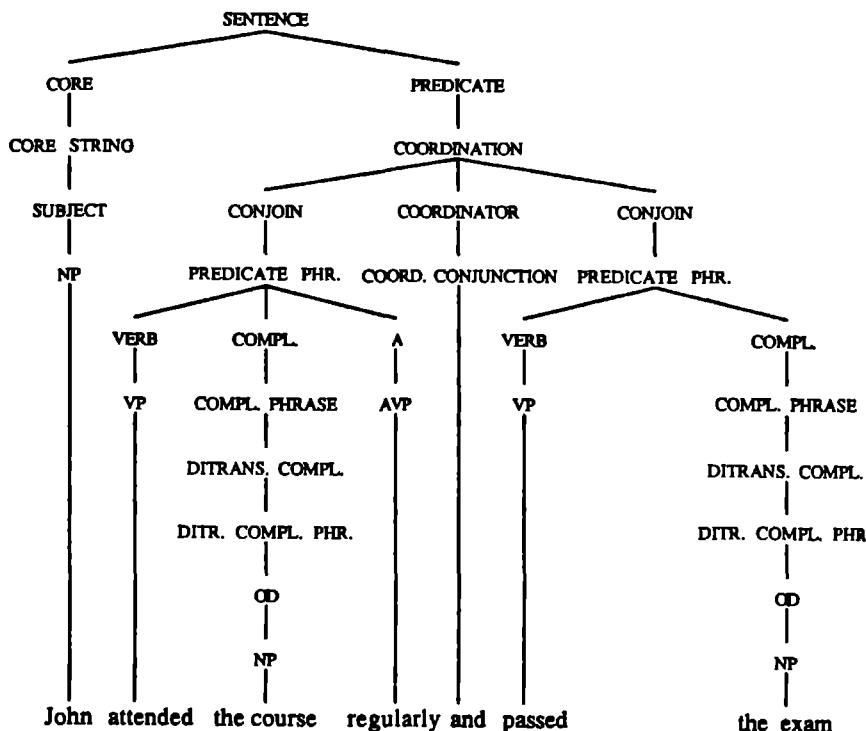 SENTENCE
CORE PREDICATE
CORE STRING COORDINATION
SUBJECT CONJOIN COORDINATOR CONJOIN
NP PREDICATE PHR. COORD. CONJUNCTION PREDICATE PHR.
VERB COMPL. A VERB COMPL.
VP COMPL. PHRASE AVP VP COMPL. PHRASE
DITRANS. COMPL. DITRANS. COMPL.
DITR. COMPL. PHR. DITR. COMPL. PHR
OD OD
NP NP
John attended the course regularly and passed the exam